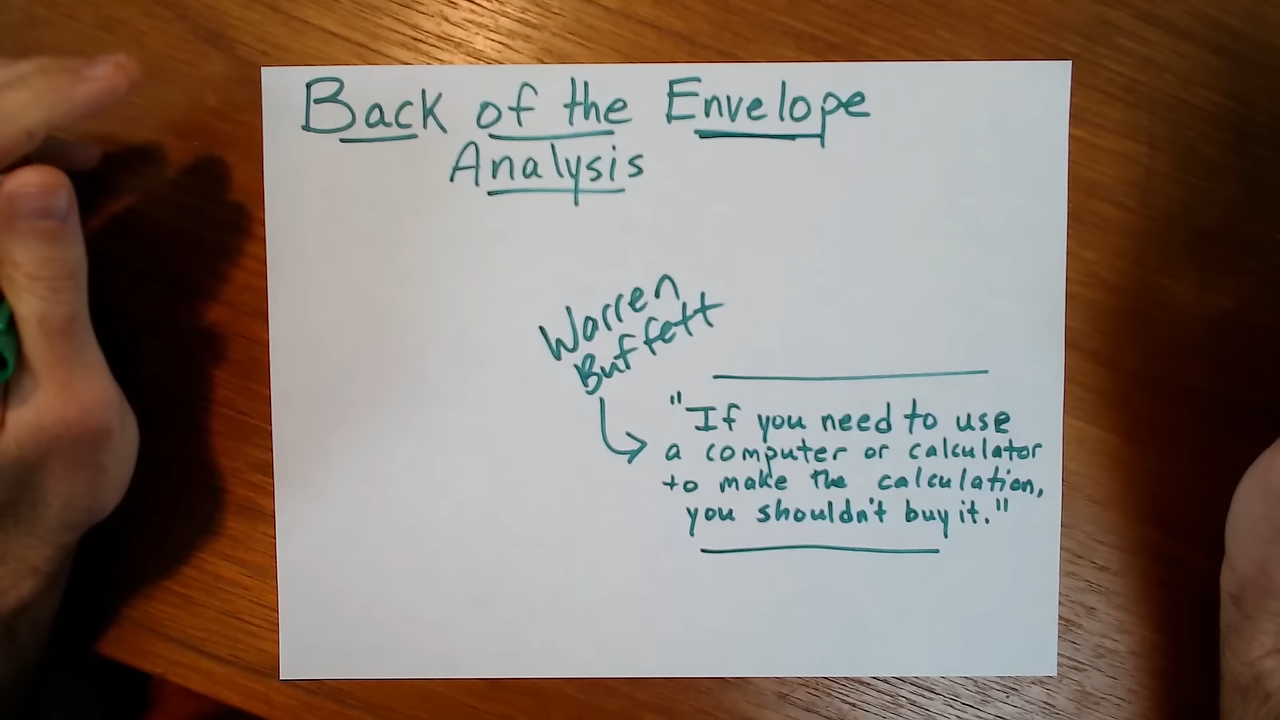 Back of the Envelope
Analysis
Warren
Buffett
"If you need to use
a computer or calculator
to make the calculation,
you shouldn't buy it."